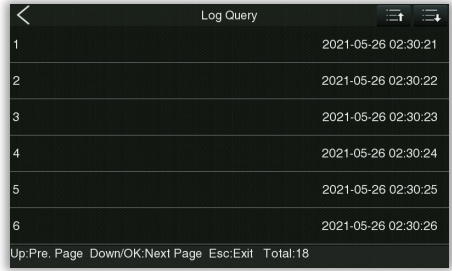 Log Query
1 2021-05-26 02:30:21
2 2021-05-26 02:30:22
3 2021-05-26 02:30:23
4 2021-05-26 02:30:24
5 2021-05-26 02:30:25
6 2021-05-26 02:30:26
Up:Pre. Page Down/OK:Next Page Esc:Exit Total:18